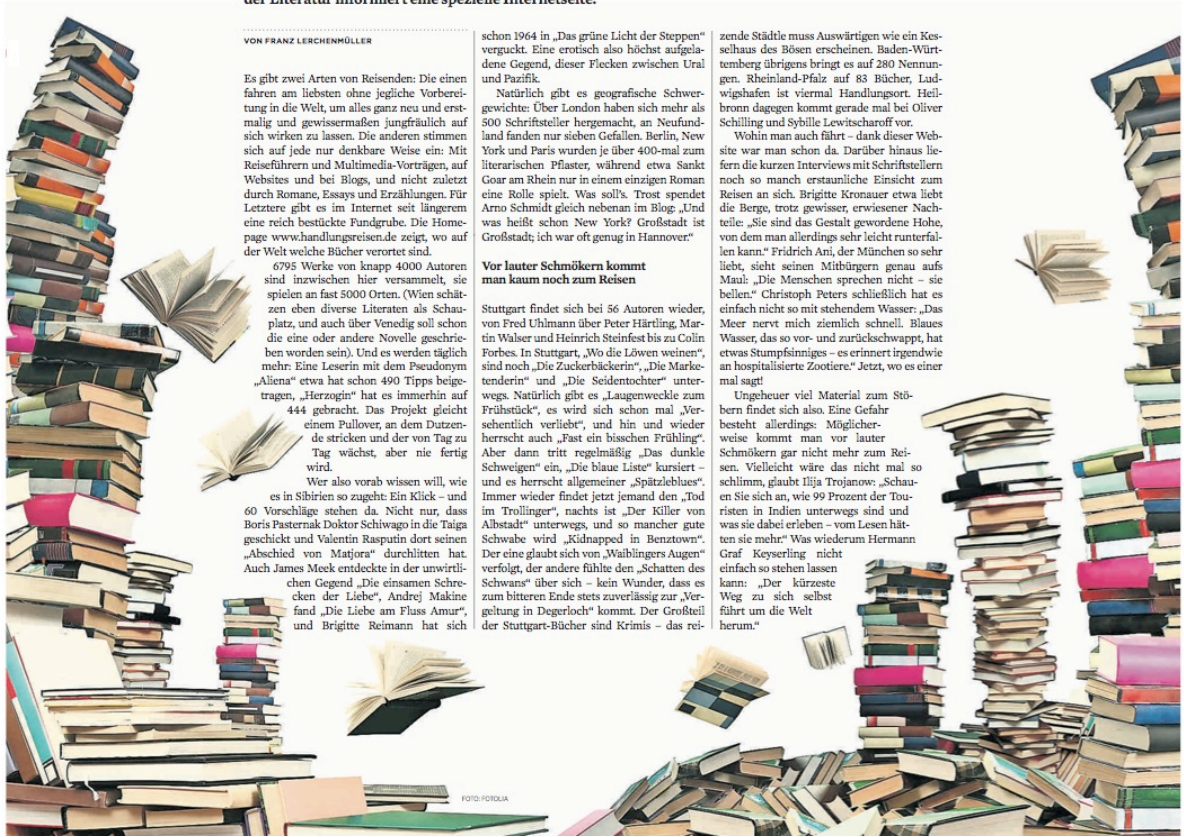 der Literatur informiert eine spezielle Internetseite.
VON FRANZ LERCHENMÜLLER
Es gibt zwei Arten von Reisenden: Die einen
fahren am liebsten ohne jegliche Vorberei-
tung in die Welt, um alles ganz neu und erst-
malig und gewissermaßen jungfräulich auf
sich wirken zu lassen. Die anderen stimmen
sich auf jede nur denkbare Weise ein: Mit
Reiseführern und Multimedia-Vorträgen, auf
Websites und bei Blogs, und nicht zuletzt
durch Romane, Essays und Erzählungen. Für
Letztere gibt es im Internet seit längerem
eine reich bestückte Fundgrube. Die Home-
page www.handlungsreisen.de zeigt, wo auf
der Welt welche Bücher verortet sind.
6795 Werke von knapp 4000 Autoren
sind inzwischen hier versammelt, sie
spielen an fast 5000 Orten. (Wien schät-
zen eben diverse Literaten als Schau-
platz, und auch über Venedig soll schon
die eine oder andere Novelle geschrie-
ben worden sein). Und es werden täglich
mehr: Eine Leserin mit dem Pseudonym
„Aliena“ etwa hat schon 490 Tipps beige-
tragen, „Herzogin“ hat es immerhin auf
444 gebracht. Das Projekt gleicht
einem Pullover, an dem Dutzen-
de stricken und der von Tag zu
Tag wächst, aber nie fertig
wird.
Wer also vorab wissen will, wie
es in Sibirien so zugeht: Ein Klick – und
60 Vorschläge stehen da. Nicht nur, dass
Boris Pasternak Doktor Schiwago in die Taiga
geschickt und Valentin Rasputin dort seinen
„Abschied von Matjora“ durchlitten hat.
Auch James Meek entdeckte in der unwirtli-
chen Gegend „Die einsamen Schre-
cken der Liebe“, Andrej Makine
fand „Die Liebe am Fluss Amur“,
und Brigitte Reimann hat sich
schon 1964 in „Das grüne Licht der Steppen“
verguckt. Eine erotisch also höchst aufgela-
dene Gegend, dieser Flecken zwischen Ural
und Pazifik.
Natürlich gibt es geografische Schwer-
gewichte: Über London haben sich mehr als
500 Schriftsteller hergemacht, an Neufund-
land fanden nur sieben Gefallen. Berlin, New
York und Paris wurden je über 400-mal zum
literarischen Pflaster, während etwa Sankt
Goar am Rhein nur in einem einzigen Roman
eine Rolle spielt. Was soll’s. Trost spendet
Arno Schmidt gleich nebenan im Blog: „Und
was heißt schon New York? Großstadt ist
Großstadt; ich war oft genug in Hannover.“
Vor lauter Schmökern kommt
man kaum noch zum Reisen
Stuttgart findet sich bei 56 Autoren wieder,
von Fred Uhlmann über Peter Härtling, Mar-
tin Walser und Heinrich Steinfest bis zu Colin
Forbes. In Stuttgart, „Wo die Löwen weinen“,
sind noch „Die Zuckerbäckerin“, „Die Marke-
tenderin“ und „Die Seidentochter“ unter-
wegs. Natürlich gibt es „Laugenweckle zum
Frühstück“, es wird sich schon mal „Ver-
sehentlich verliebt“, und hin und wieder
herrscht auch „Fast ein bisschen Frühling“.
Aber dann tritt regelmäßig „Das dunkle
Schweigen“ ein, „Die blaue Liste“ kursiert –
und es herrscht allgemeiner „Spätzleblues“.
Immer wieder findet jetzt jemand den „Tod
im Trollinger“, nachts ist „Der Killer von
Albstadt“ unterwegs, und so mancher gute
Schwabe wird „Kidnapped in Benztown“.
Der eine glaubt sich von „Waiblingers Augen“
verfolgt, der andere fühlte den „Schatten des
Schwans“ über sich – kein Wunder, dass es
zum bitteren Ende stets zuverlässig zur „Ver-
geltung in Degerloch“ kommt. Der Großteil
der Stuttgart-Bücher sind Krimis – das rei-
zende Städtle muss Auswärtigen wie ein Kes-
selhaus des Bösen erscheinen. Baden-Würt-
temberg übrigens bringt es auf 280 Nennun-
gen. Rheinland-Pfalz auf 83 Bücher, Lud-
wigshafen ist viermal Handlungsort. Heil-
bronn dagegen kommt gerade mal bei Oliver
Schilling und Sybille Lewitscharoff vor.
Wohin man auch fährt – dank dieser Web-
site war man schon da. Darüber hinaus lie-
fern die kurzen Interviews mit Schriftstellern
noch so manch erstaunliche Einsicht zum
Reisen an sich. Brigitte Kronauer etwa liebt
die Berge, trotz gewisser, erwiesener Nach-
teile: „Sie sind das Gestalt gewordene Hohe,
von dem man allerdings sehr leicht runterfal-
len kann.“ Fridrich Ani, der München so sehr
liebt, sieht seinen Mitbürgern genau aufs
Maul: „Die Menschen sprechen nicht – sie
bellen.“ Christoph Peters schließlich hat es
einfach nicht so mit stehendem Wasser: „Das
Meer nervt mich ziemlich schnell. Blaues
Wasser, das so vor- und zurückschwappt, hat
etwas Stumpfsinniges – es erinnert irgendwie
an hospitalisierte Zootiere.“ Jetzt, wo es einer
mal sagt!
Ungeheuer viel Material zum Stö-
bern findet sich also. Eine Gefahr
besteht allerdings: Möglicher-
weise kommt man vor lauter
Schmökern gar nicht mehr zum Rei-
sen. Vielleicht wäre das nicht mal so
schlimm, glaubt Ilija Trojanow: „Schau-
en Sie sich an, wie 99 Prozent der Tou-
risten in Indien unterwegs sind und
was sie dabei erleben – vom Lesen hät-
ten sie mehr.“ Was wiederum Hermann
Graf Keyserling nicht
einfach so stehen lassen
kann: „Der kürzeste
Weg zu sich selbst
führt um die Welt
herum.“
FOTO: FOTOLIA